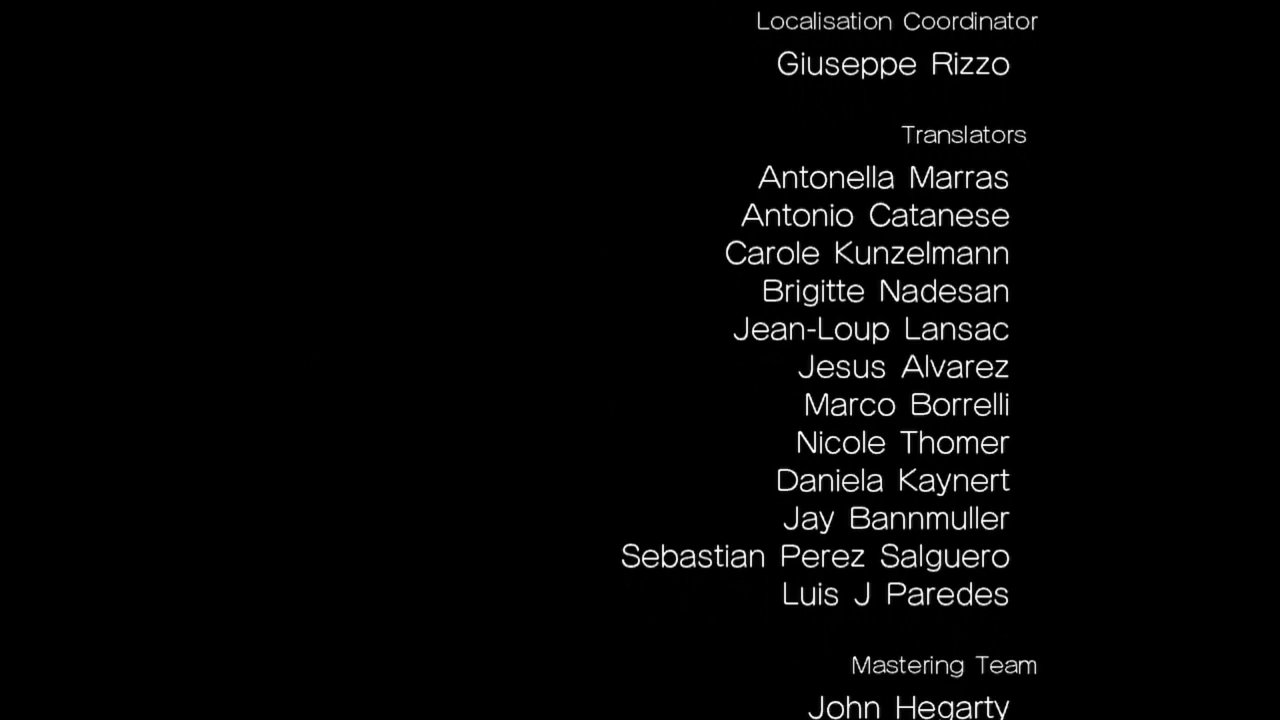 Localisation Coordinator
Giuseppe Rizzo
Translators
Antonella Marras
Antonio Catanese
Carole Kunzelmann
Brigitte Nadesan
Jean-Loup Lansac
Jesus Alvarez
Marco Borrelli
Nicole Thomer
Daniela Kaynert
Jay Bannmuller
Sebastian Perez Salguero
Luis J Paredes
Mastering Team
John Hegarty